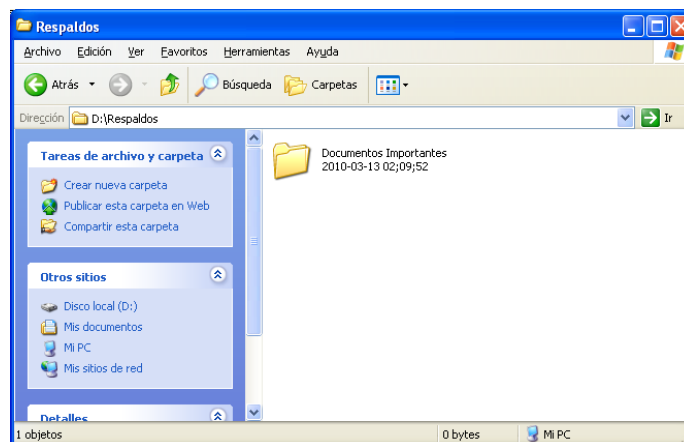 Respaldos
Archivo Edición Ver Favoritos Herramientas Ayuda
Atrás Búsqueda Carpetas
Dirección D:\Respaldos Ir
Tareas de archivo y carpeta
Crear nueva carpeta
Publicar esta carpeta en Web
Compartir esta carpeta
Otros sitios
Disco local (D:)
Mis documentos
Mi PC
Mis sitios de red
Detalles
Documentos Importantes
2010-03-13 02;09;52
1 objetos 0 bytes Mi PC